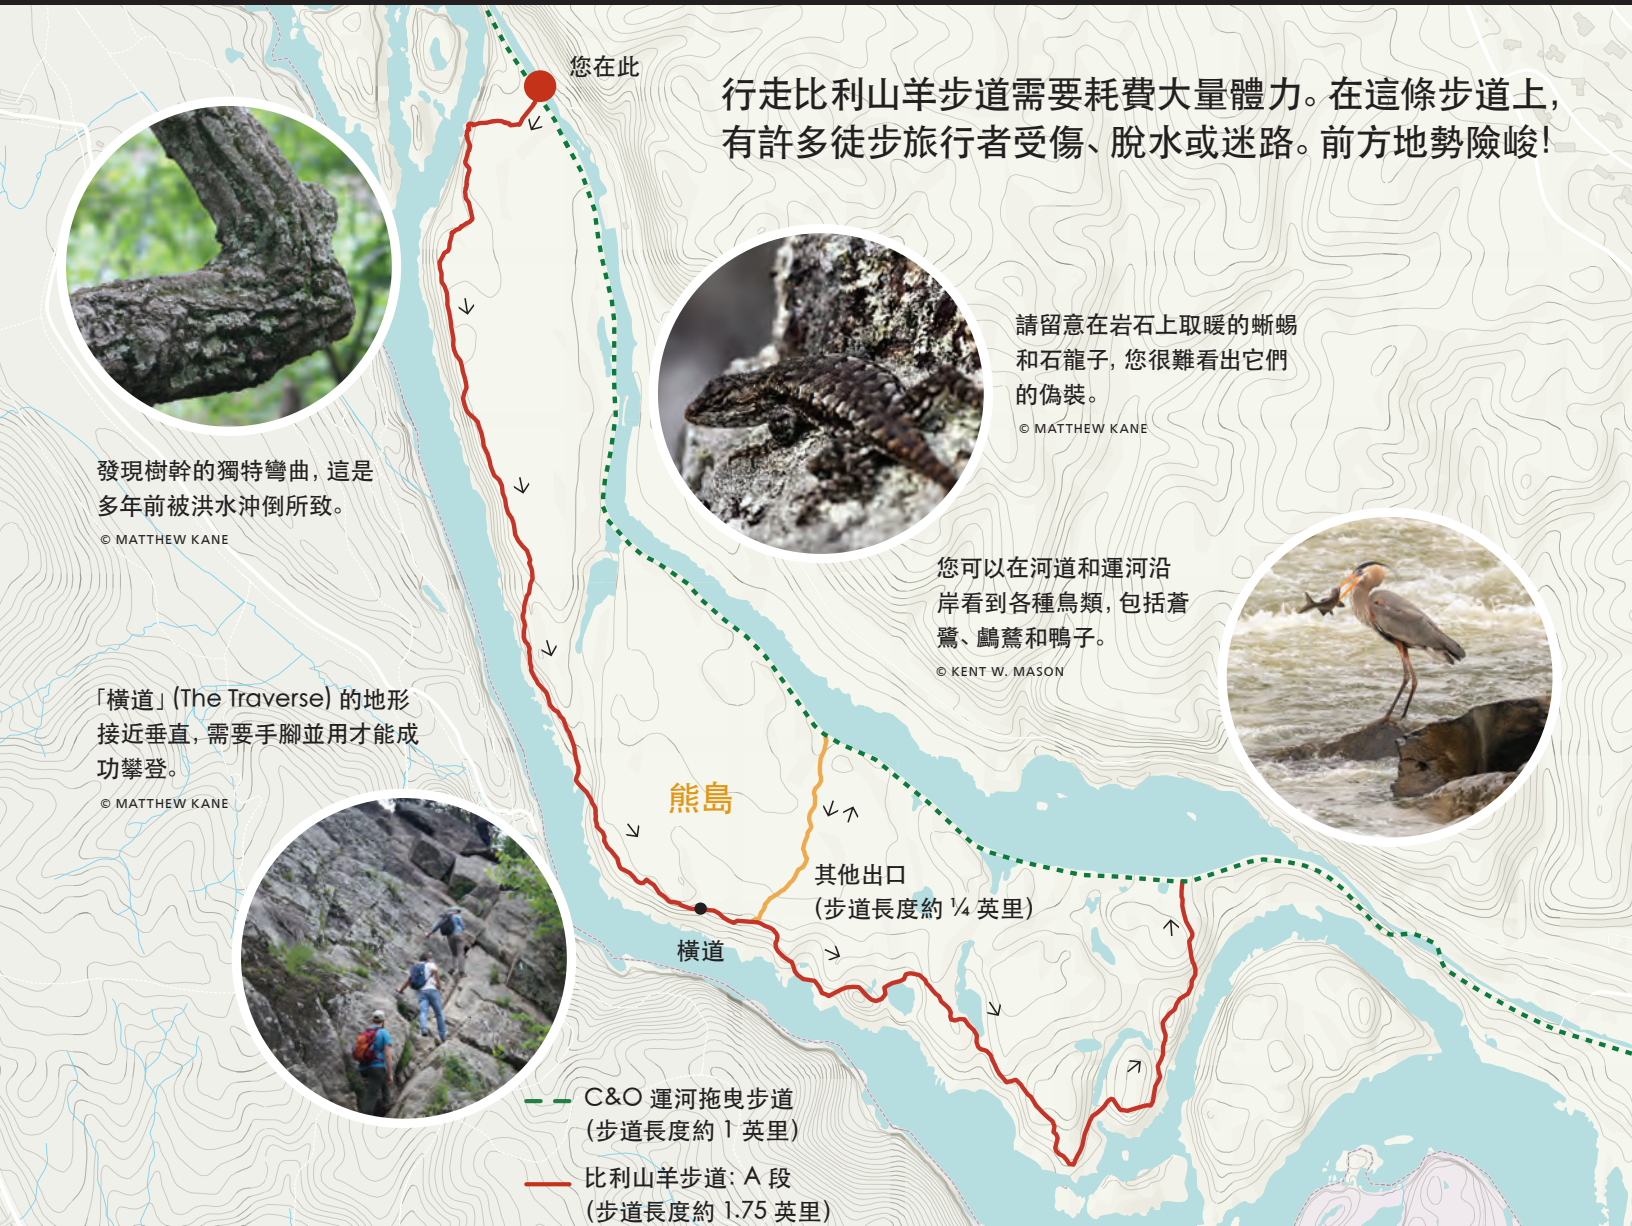 您在此
行走比利山羊步道需要耗費大量體力。在這條步道上，
有許多徒步旅行者受傷、脫水或迷路。前方地勢險峻！
請留意在岩石上取暖的蜥蜴
和石龍子，您很難看出它們
的偽裝。
© MATTHEW KANE
發現樹幹的獨特彎曲，這是
多年前被洪水沖倒所致。
© MATTHEW KANE
您可以在河道和運河沿
岸看到各種鳥類，包括蒼
鷺、鸕鶿和鴨子。
© KENT W. MASON
「橫道」(The Traverse) 的地形
接近垂直，需要手腳並用才能成
功攀登。
© MATTHEW KANE
熊島
其他出口
(步道長度約 ¼ 英里)
橫道
C&O 運河拖曳步道
(步道長度約 1 英里)
比利山羊步道：A 段
(步道長度約 1.75 英里)